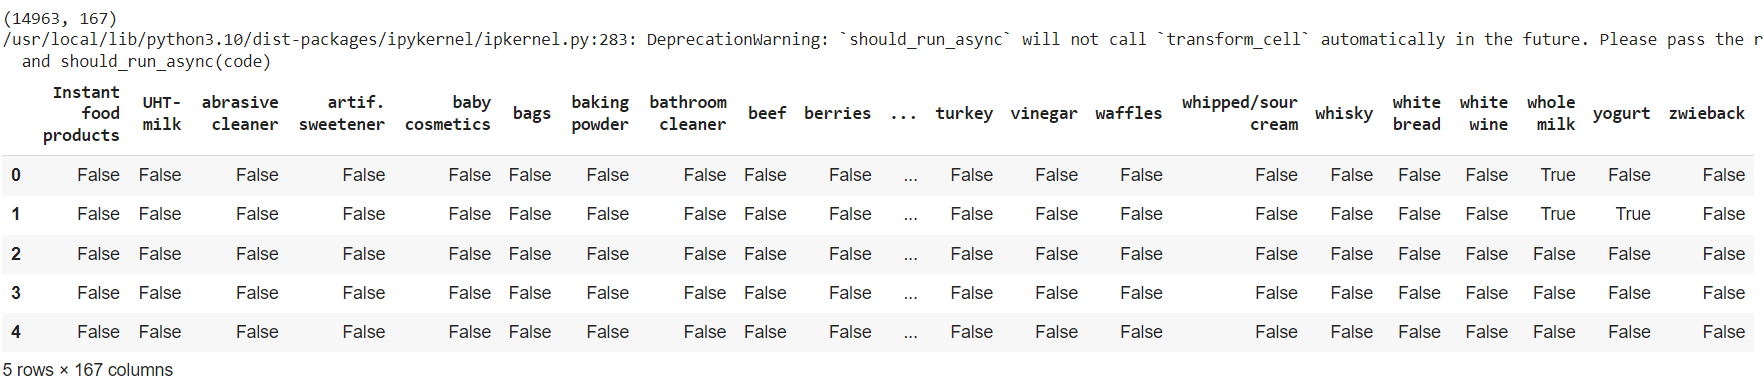 (14963, 167)
/usr/local/lib/python3.10/dist-packages/ipykernel/ipkernel.py:283: DeprecationWarning: `should_run_async` will not call `transform_cell` automatically in the future. Please pass the r
and should_run_async(code)
Instant food products UHT-milk abrasive cleaner artif. sweetener baby cosmetics bags baking powder bathroom cleaner beef berries ... turkey vinegar waffles whipped/sour cream whisky white bread white wine whole milk yogurt zwieback
0 False False False False False False False False False False ... False False False False False False False True False False
1 False False False False False False False False False False ... False False False False False False False True True False
2 False False False False False False False False False False ... False False False False False False False False False False
3 False False False False False False False False False False ... False False False False False False False False False False
4 False False False False False False False False False False ... False False False False False False False False False False
5 rows × 167 columns